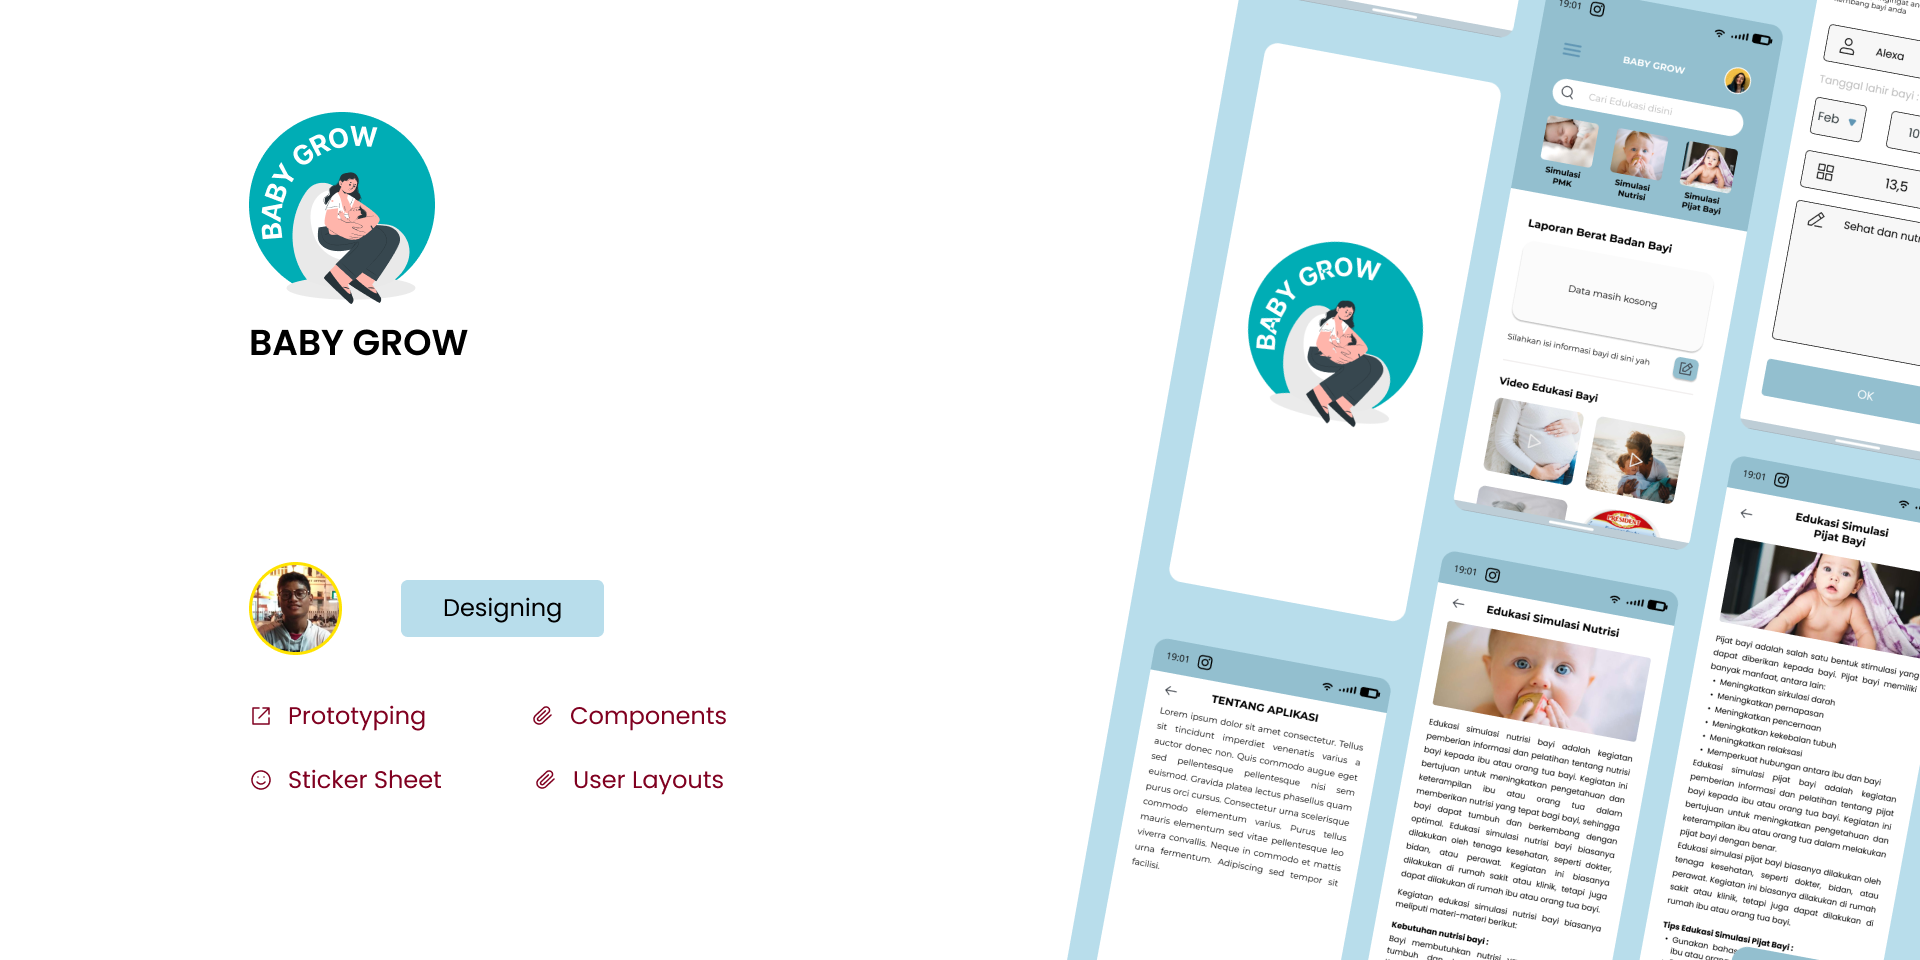 BABY GROW
BABY GROW
Designing
Prototyping
Components
Sticker Sheet
User Layouts
BABY GROW
19:01
BABY GROW
Cari Edukasi disini
Simulasi
PMK
Simulasi
Nutrisi
Simulasi
Pijat Bayi
Laporan Berat Badan Bayi
Data masih kosong
Silahkan isi informasi bayi di sini yah
Video Edukasi Bayi
PRESIDENT
bayi anda
Alexa
Tanggal lahir bayi :
Feb
10
13,5
Sehat dan nutr
OK
19:01
TENTANG APLIKASI
Lorem ipsum dolor sit amet consectetur. Tellus
sit tincidunt imperdiet venenatis varius a
auctor donec non. Quis commodo augue eget
sed pellentesque pellentesque nisi sem
euismod. Gravida platea lectus phasellus quam
purus orci cursus. Consectetur urna scelerisque
commodo elementum varius. Purus tellus
mauris elementum sed vitae pellentesque leo
viverra convallis. Neque in commodo et mattis
urna fermentum. Adipiscing sed tempor sit
facilisi.
19:01
Edukasi Simulasi Nutrisi
Edukasi simulasi nutrisi bayi adalah kegiatan
pemberian informasi dan pelatihan tentang nutrisi
bayi kepada ibu atau orang tua bayi. Kegiatan ini
bertujuan untuk meningkatkan pengetahuan dan
keterampilan ibu atau orang tua dalam
memberikan nutrisi yang tepat bagi bayi, sehingga
bayi dapat tumbuh dan berkembang dengan
optimal. Edukasi simulasi nutrisi bayi biasanya
dilakukan oleh tenaga kesehatan, seperti dokter,
bidan, atau perawat. Kegiatan ini biasanya
dilakukan di rumah sakit atau klinik, tetapi juga
dapat dilakukan di rumah ibu atau orang tua bayi.
Kegiatan edukasi simulasi nutrisi bayi biasanya
meliputi materi-materi berikut:
Kebutuhan nutrisi bayi :
Bayi membutuhkan nutrisi
tumbuh dan
19:01
Edukasi Simulasi
Pijat Bayi
Pijat bayi adalah salah satu bentuk stimulasi yang
dapat diberikan kepada bayi. Pijat bayi memiliki
banyak manfaat, antara lain:
• Meningkatkan sirkulasi darah
• Meningkatkan pernapasan
• Meningkatkan pencernaan
• Meningkatkan kekebalan tubuh
• Meningkatkan relaksasi
• Memperkuat hubungan antara ibu dan bayi
Edukasi simulasi pijat bayi adalah kegiatan
pemberian informasi dan pelatihan tentang pijat
bayi kepada ibu atau orang tua bayi. Kegiatan ini
bertujuan untuk meningkatkan pengetahuan dan
keterampilan ibu atau orang tua dalam melakukan
pijat bayi dengan benar.
Edukasi simulasi pijat bayi biasanya dilakukan oleh
tenaga kesehatan, seperti dokter, bidan, atau
perawat. Kegiatan ini biasanya dilakukan di rumah
sakit atau klinik, tetapi juga dapat dilakukan di
rumah ibu atau orang tua bayi.
Tips Edukasi Simulasi Pijat Bayi :
• Gunakan bahas
ibu atau oran